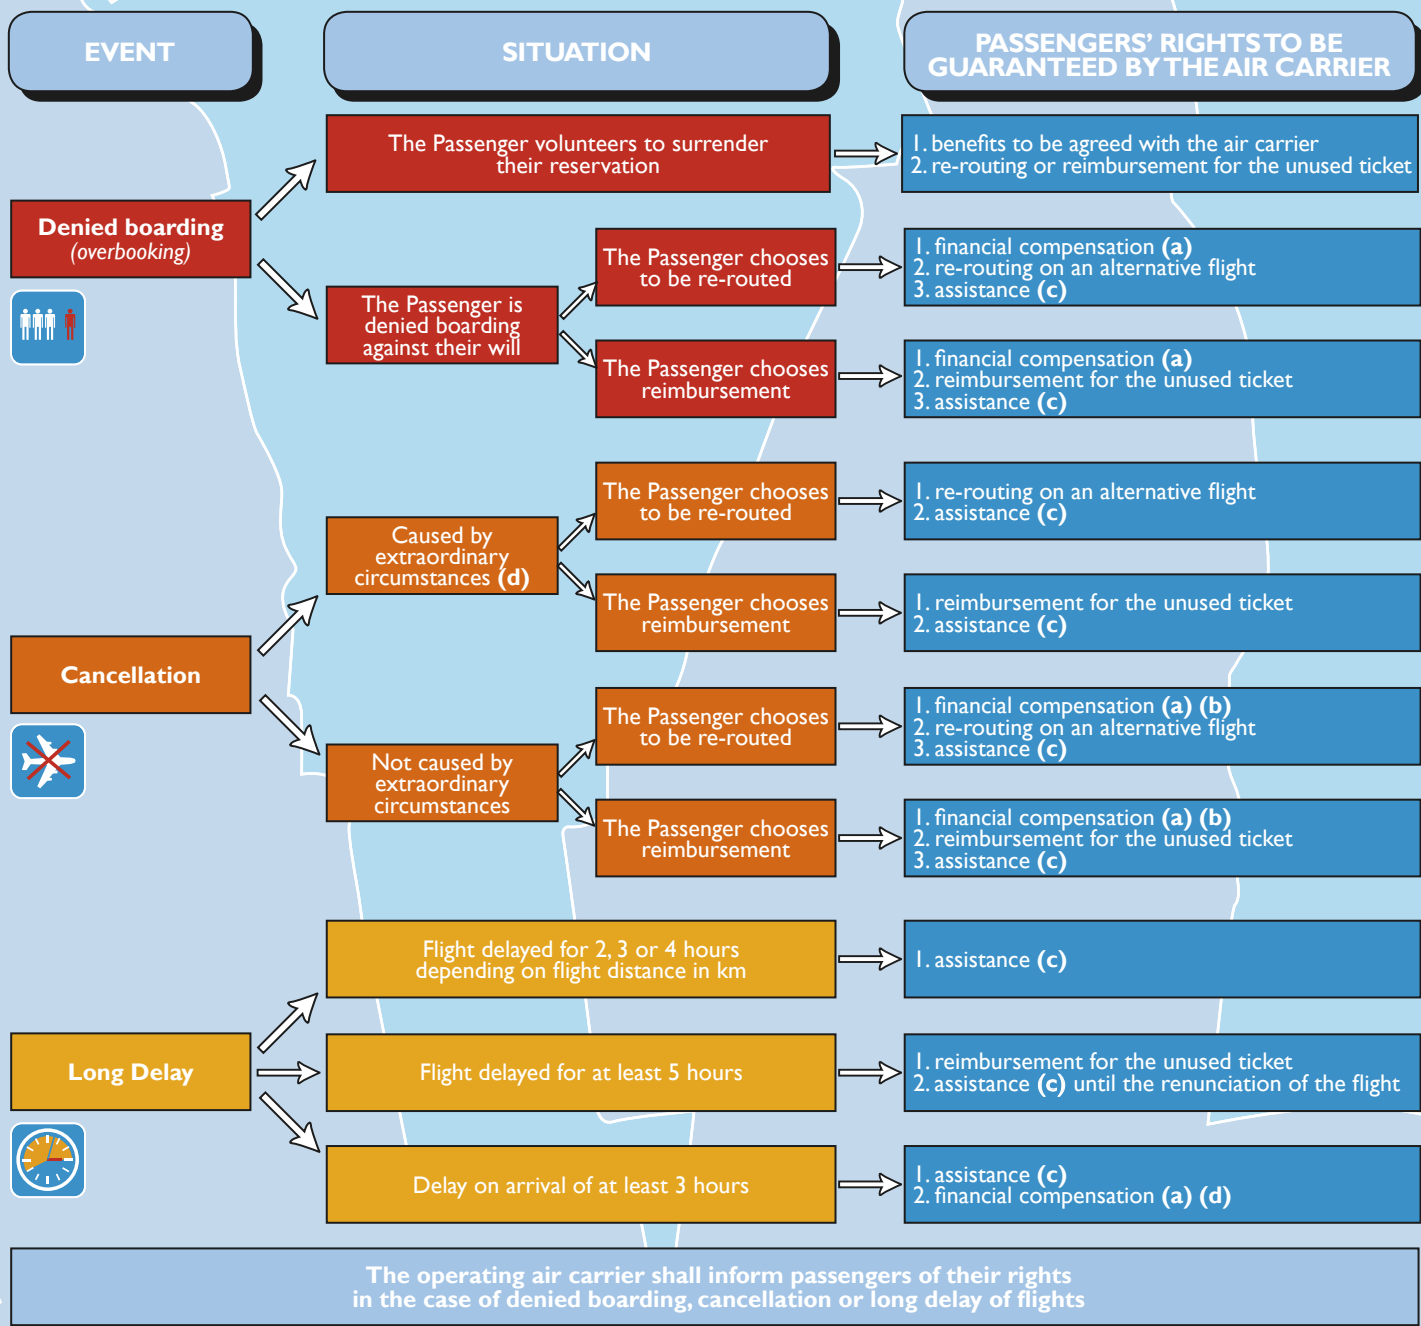 EVENT
SITUATION
PASSENGERS' RIGHTS TO BE
GUARANTEED BY THE AIR CARRIER
Denied boarding
(overbooking)
The Passenger volunteers to surrender
their reservation
1. benefits to be agreed with the air carrier
2. re-routing or reimbursement for the unused ticket
The Passenger is
denied boarding
against their will
The Passenger chooses
to be re-routed
1. financial compensation (a)
2. re-routing on an alternative flight
3. assistance (c)
The Passenger chooses
reimbursement
1. financial compensation (a)
2. reimbursement for the unused ticket
3. assistance (c)
Cancellation
Caused by
extraordinary
circumstances (d)
The Passenger chooses
to be re-routed
1. re-routing on an alternative flight
2. assistance (c)
The Passenger chooses
reimbursement
1. reimbursement for the unused ticket
2. assistance (c)
Not caused by
extraordinary
circumstances
The Passenger chooses
to be re-routed
1. financial compensation (a) (b)
2. re-routing on an alternative flight
3. assistance (c)
The Passenger chooses
reimbursement
1. financial compensation (a) (b)
2. reimbursement for the unused ticket
3. assistance (c)
Long Delay
Flight delayed for 2, 3 or 4 hours
depending on flight distance in km
1. assistance (c)
Flight delayed for at least 5 hours
1. reimbursement for the unused ticket
2. assistance (c) until the renunciation of the flight
Delay on arrival of at least 3 hours
1. assistance (c)
2. financial compensation (a) (d)
The operating air carrier shall inform passengers of their rights
in the case of denied boarding, cancellation or long delay of flights